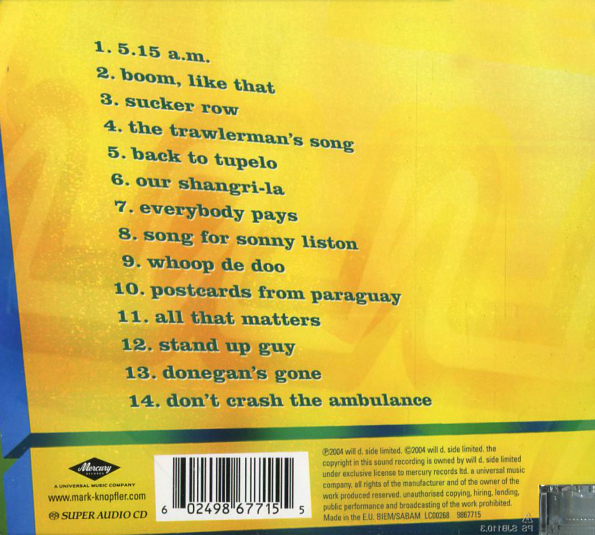 1. 5.15 a.m.
2. boom, like that
3. sucker row
4. the trawlerman's song
5. back to tupelo
6. our shangri-la
7. everybody pays
8. song for sonny liston
9. whoop de doo
10. postcards from paraguay
11. all that matters
12. stand up guy
13. donegan's gone
14. don't crash the ambulance
Mercury
RECORDS
A UNIVERSAL MUSIC COMPANY
www.mark-knopfler.com
SUPER AUDIO CD
6 02498 67715 5
℗2004 will d. side limited. ©2004 will d. side limited. the
copyright in this sound recording is owned by will d. side limited
under exclusive license to mercury records ltd. a universal music
company. all rights of the manufacturer and of the owner of the
work produced reserved. unauthorised copying, hiring, lending,
public performance and broadcasting of the work prohibited.
Made in the E.U. BIEM/SABAM LC00268 9867715